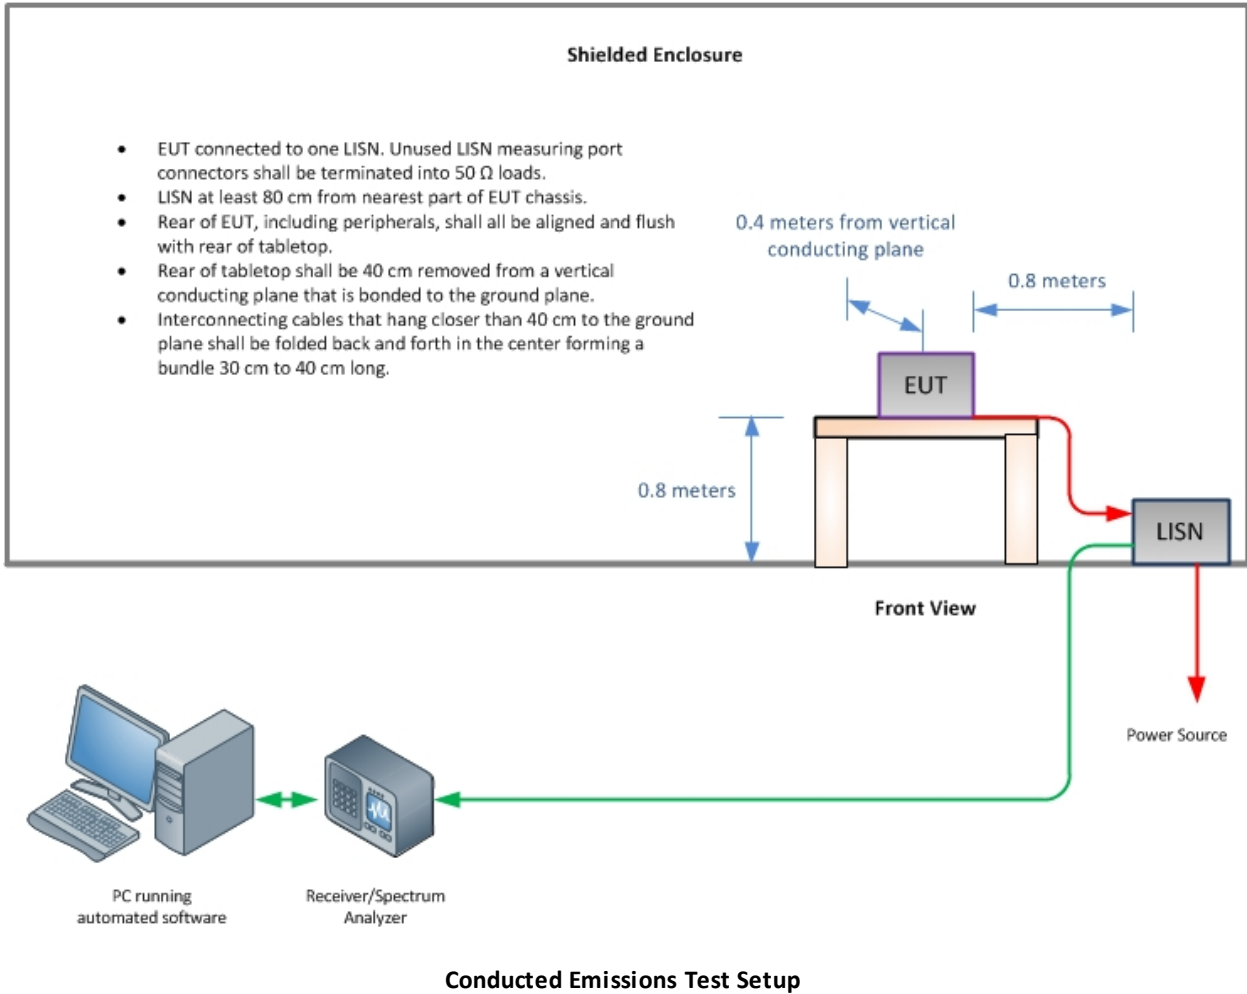 Shielded Enclosure
• EUT connected to one LISN. Unused LISN measuring port
connectors shall be terminated into 50 Ω loads.
• LISN at least 80 cm from nearest part of EUT chassis.
• Rear of EUT, including peripherals, shall all be aligned and flush
with rear of tabletop.
• Rear of tabletop shall be 40 cm removed from a vertical
conducting plane that is bonded to the ground plane.
• Interconnecting cables that hang closer than 40 cm to the ground
plane shall be folded back and forth in the center forming a
bundle 30 cm to 40 cm long.
0.4 meters from vertical
conducting plane
0.8 meters
EUT
0.8 meters
LISN
Front View
Power Source
PC running
automated software
Receiver/Spectrum
Analyzer
Conducted Emissions Test Setup